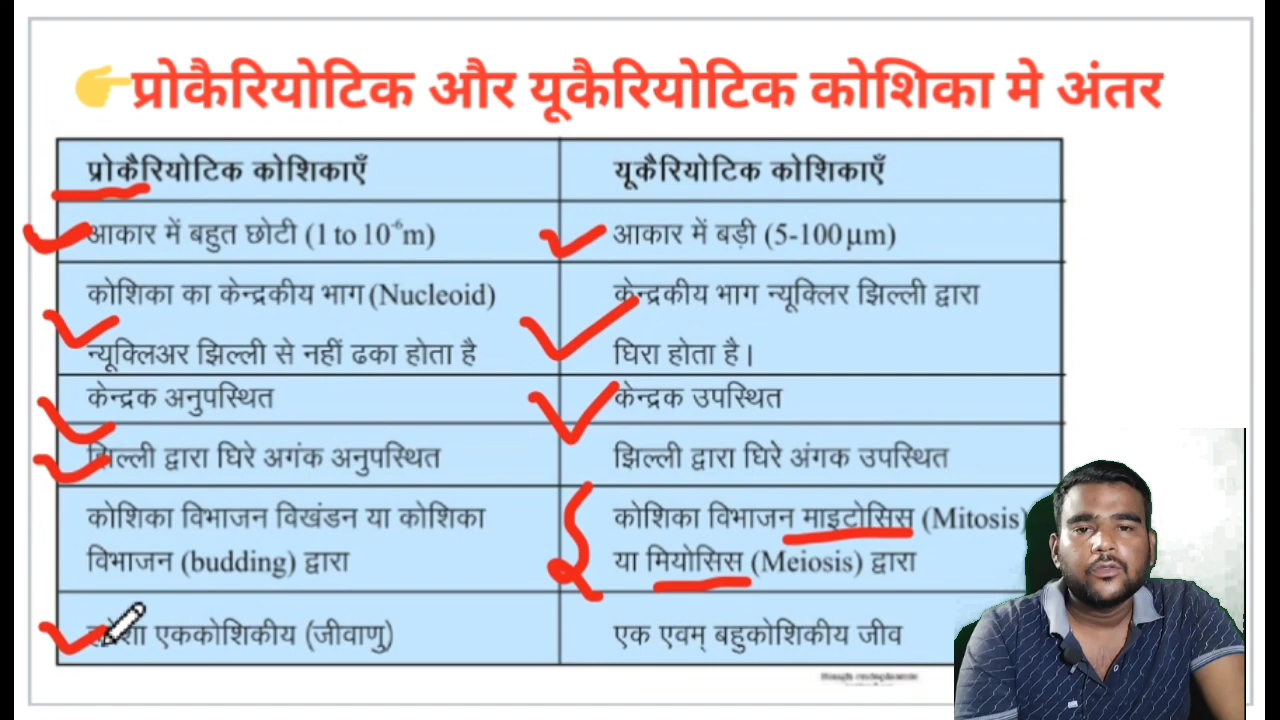 👉प्रोकैरियोटिक और यूकैरियोटिक कोशिका मे अंतर
प्रोकैरियोटिक कोशिकाएँ
यूकैरियोटिक कोशिकाएँ
आकार में बहुत छोटी (1 to 10⁻⁶m)
आकार में बड़ी (5-100 μm)
कोशिका का केन्द्रकीय भाग (Nucleoid)
न्यूक्लिअर झिल्ली से नहीं ढका होता है
केन्द्रकीय भाग न्यूक्लिर झिल्ली द्वारा
घिरा होता है।
केन्द्रक अनुपस्थित
केन्द्रक उपस्थित
झिल्ली द्वारा घिरे अगंक अनुपस्थित
झिल्ली द्वारा घिरे अंगक उपस्थित
कोशिका विभाजन विखंडन या कोशिका
विभाजन (budding) द्वारा
कोशिका विभाजन माइटोसिस (Mitosis)
या मियोसिस (Meiosis) द्वारा
एककोशिकीय (जीवाणु)
एक एवम् बहुकोशिकीय जीव